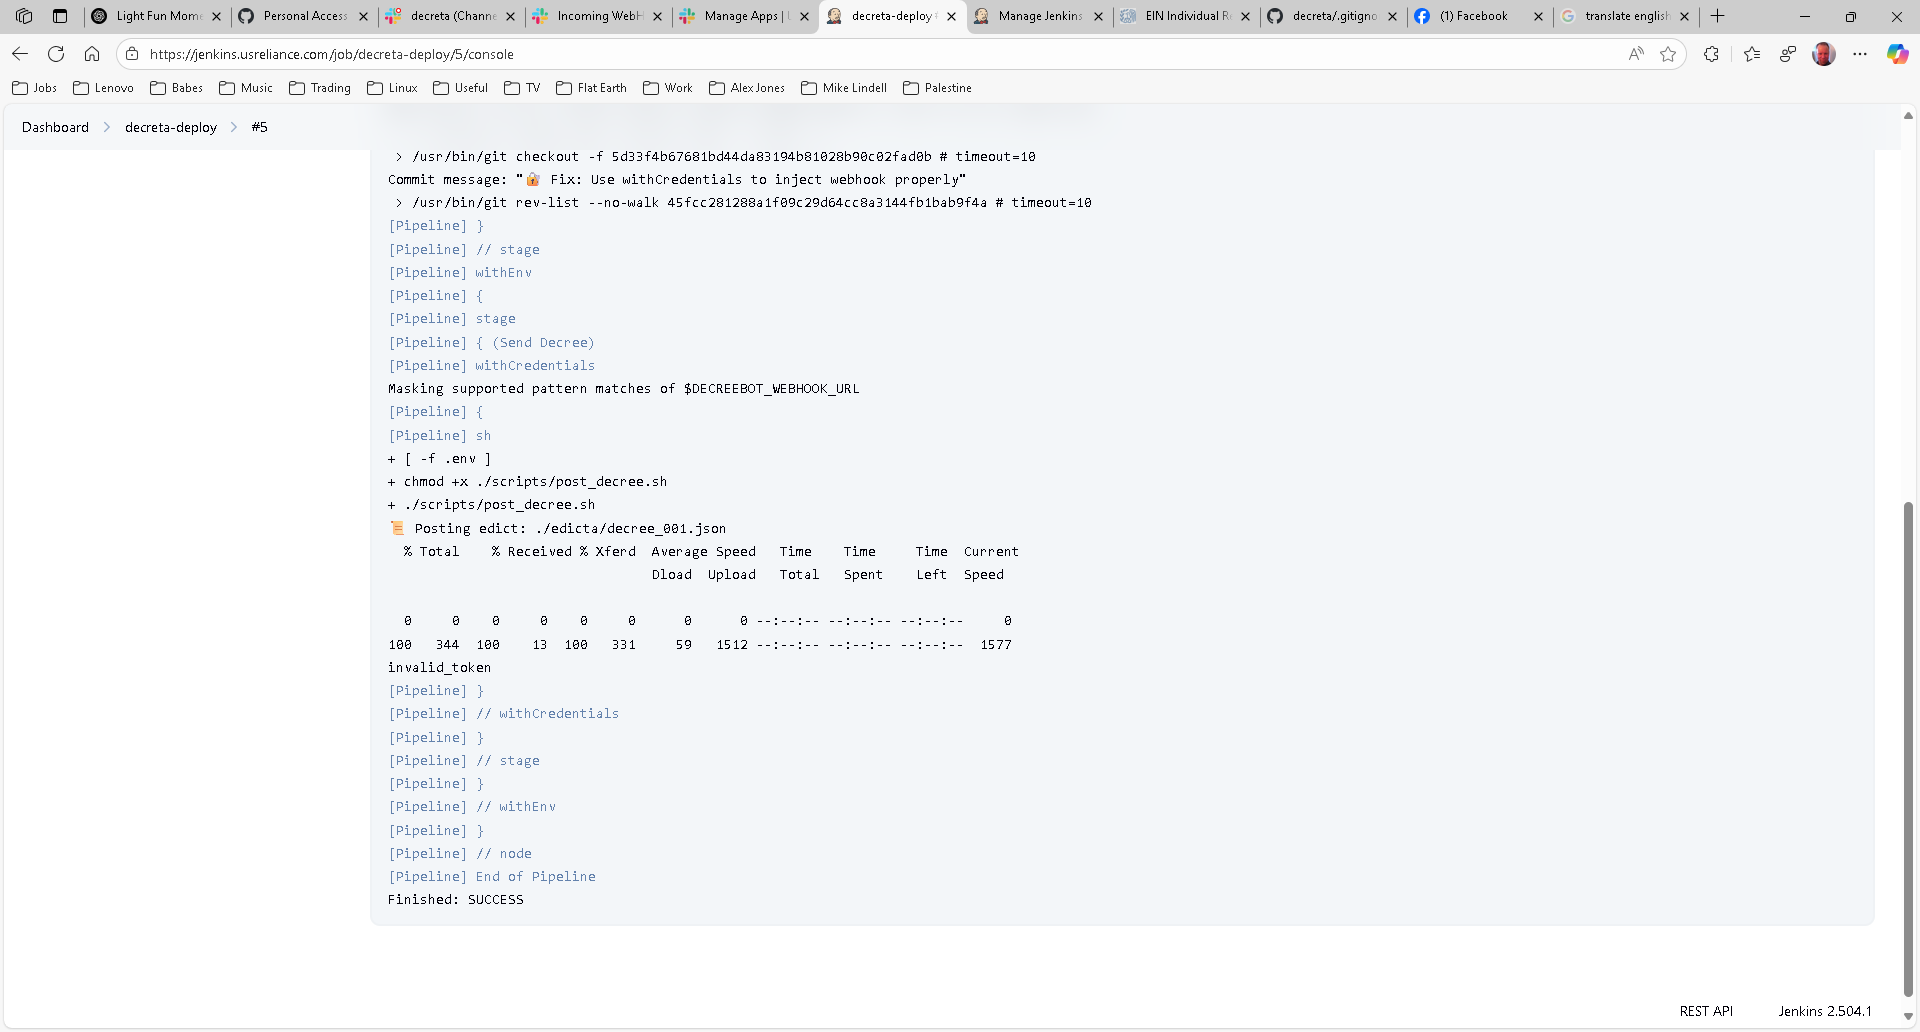 Light Fun Mome
Personal Access
decreta (Channe
Incoming WebH
Manage Apps | U
decreta-deploy #
Manage Jenkins
EIN Individual Re
decreta/.gitigno
(1) Facebook
translate english
https://jenkins.usreliance.com/job/decreta-deploy/5/console
Jobs Lenovo Babes Music Trading Linux Useful TV Flat Earth Work Alex Jones Mike Lindell Palestine
Dashboard > decreta-deploy > #5
> /usr/bin/git checkout -f 5d33f4b67681bd44da83194b81028b90c02fad0b # timeout=10
Commit message: "🔐 Fix: Use withCredentials to inject webhook properly"
> /usr/bin/git rev-list --no-walk 45fcc281288a1f09c29d64cc8a3144fb1bab9f4a # timeout=10
[Pipeline] }
[Pipeline] // stage
[Pipeline] withEnv
[Pipeline] {
[Pipeline] stage
[Pipeline] { (Send Decree)
[Pipeline] withCredentials
Masking supported pattern matches of $DECREEBOT_WEBHOOK_URL
[Pipeline] {
[Pipeline] sh
+ [ -f .env ]
+ chmod +x ./scripts/post_decree.sh
+ ./scripts/post_decree.sh
📜 Posting edict: ./edicta/decree_001.json
% Total % Received % Xferd Average Speed Time Time Time Current
Dload Upload Total Spent Left Speed
0 0 0 0 0 0 0 0 --:--:-- --:--:-- --:--:-- 0
100 344 100 13 100 331 59 1512 --:--:-- --:--:-- --:--:-- 1577
invalid_token
[Pipeline] }
[Pipeline] // withCredentials
[Pipeline] }
[Pipeline] // stage
[Pipeline] }
[Pipeline] // withEnv
[Pipeline] }
[Pipeline] // node
[Pipeline] End of Pipeline
Finished: SUCCESS
REST API Jenkins 2.504.1